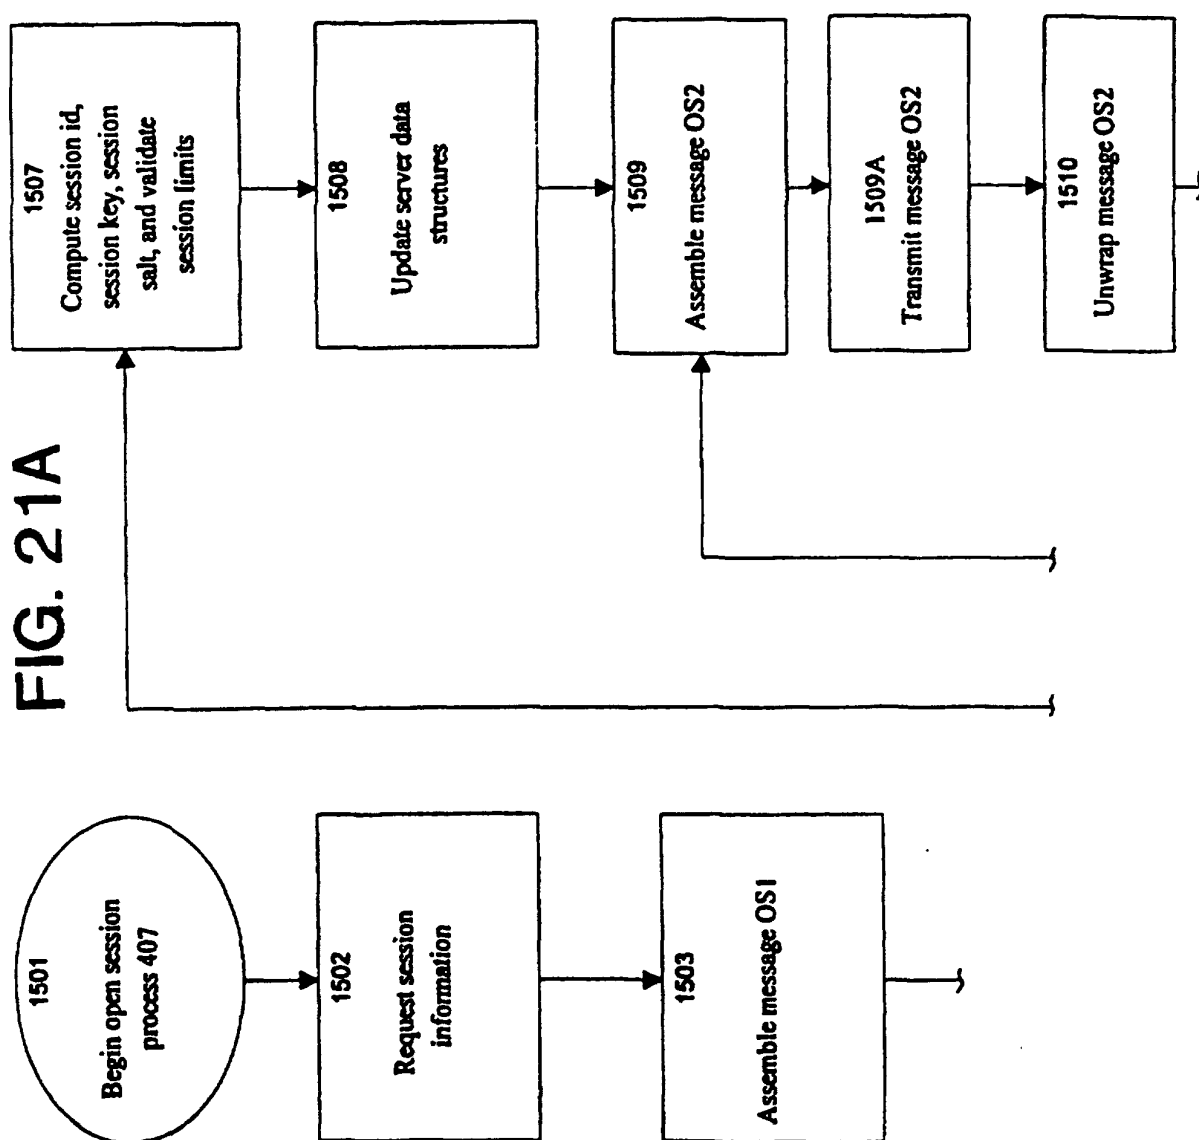 FIG. 21A
1501
Begin open session
process 407
1502
Request session
information
1503
Assemble message OS1
1507
Compute session id,
session key, session
salt, and validate
session limits
1508
Update server data
structures
1509
Assemble message OS2
1509A
Transmit message OS2
1510
Unwrap message OS2